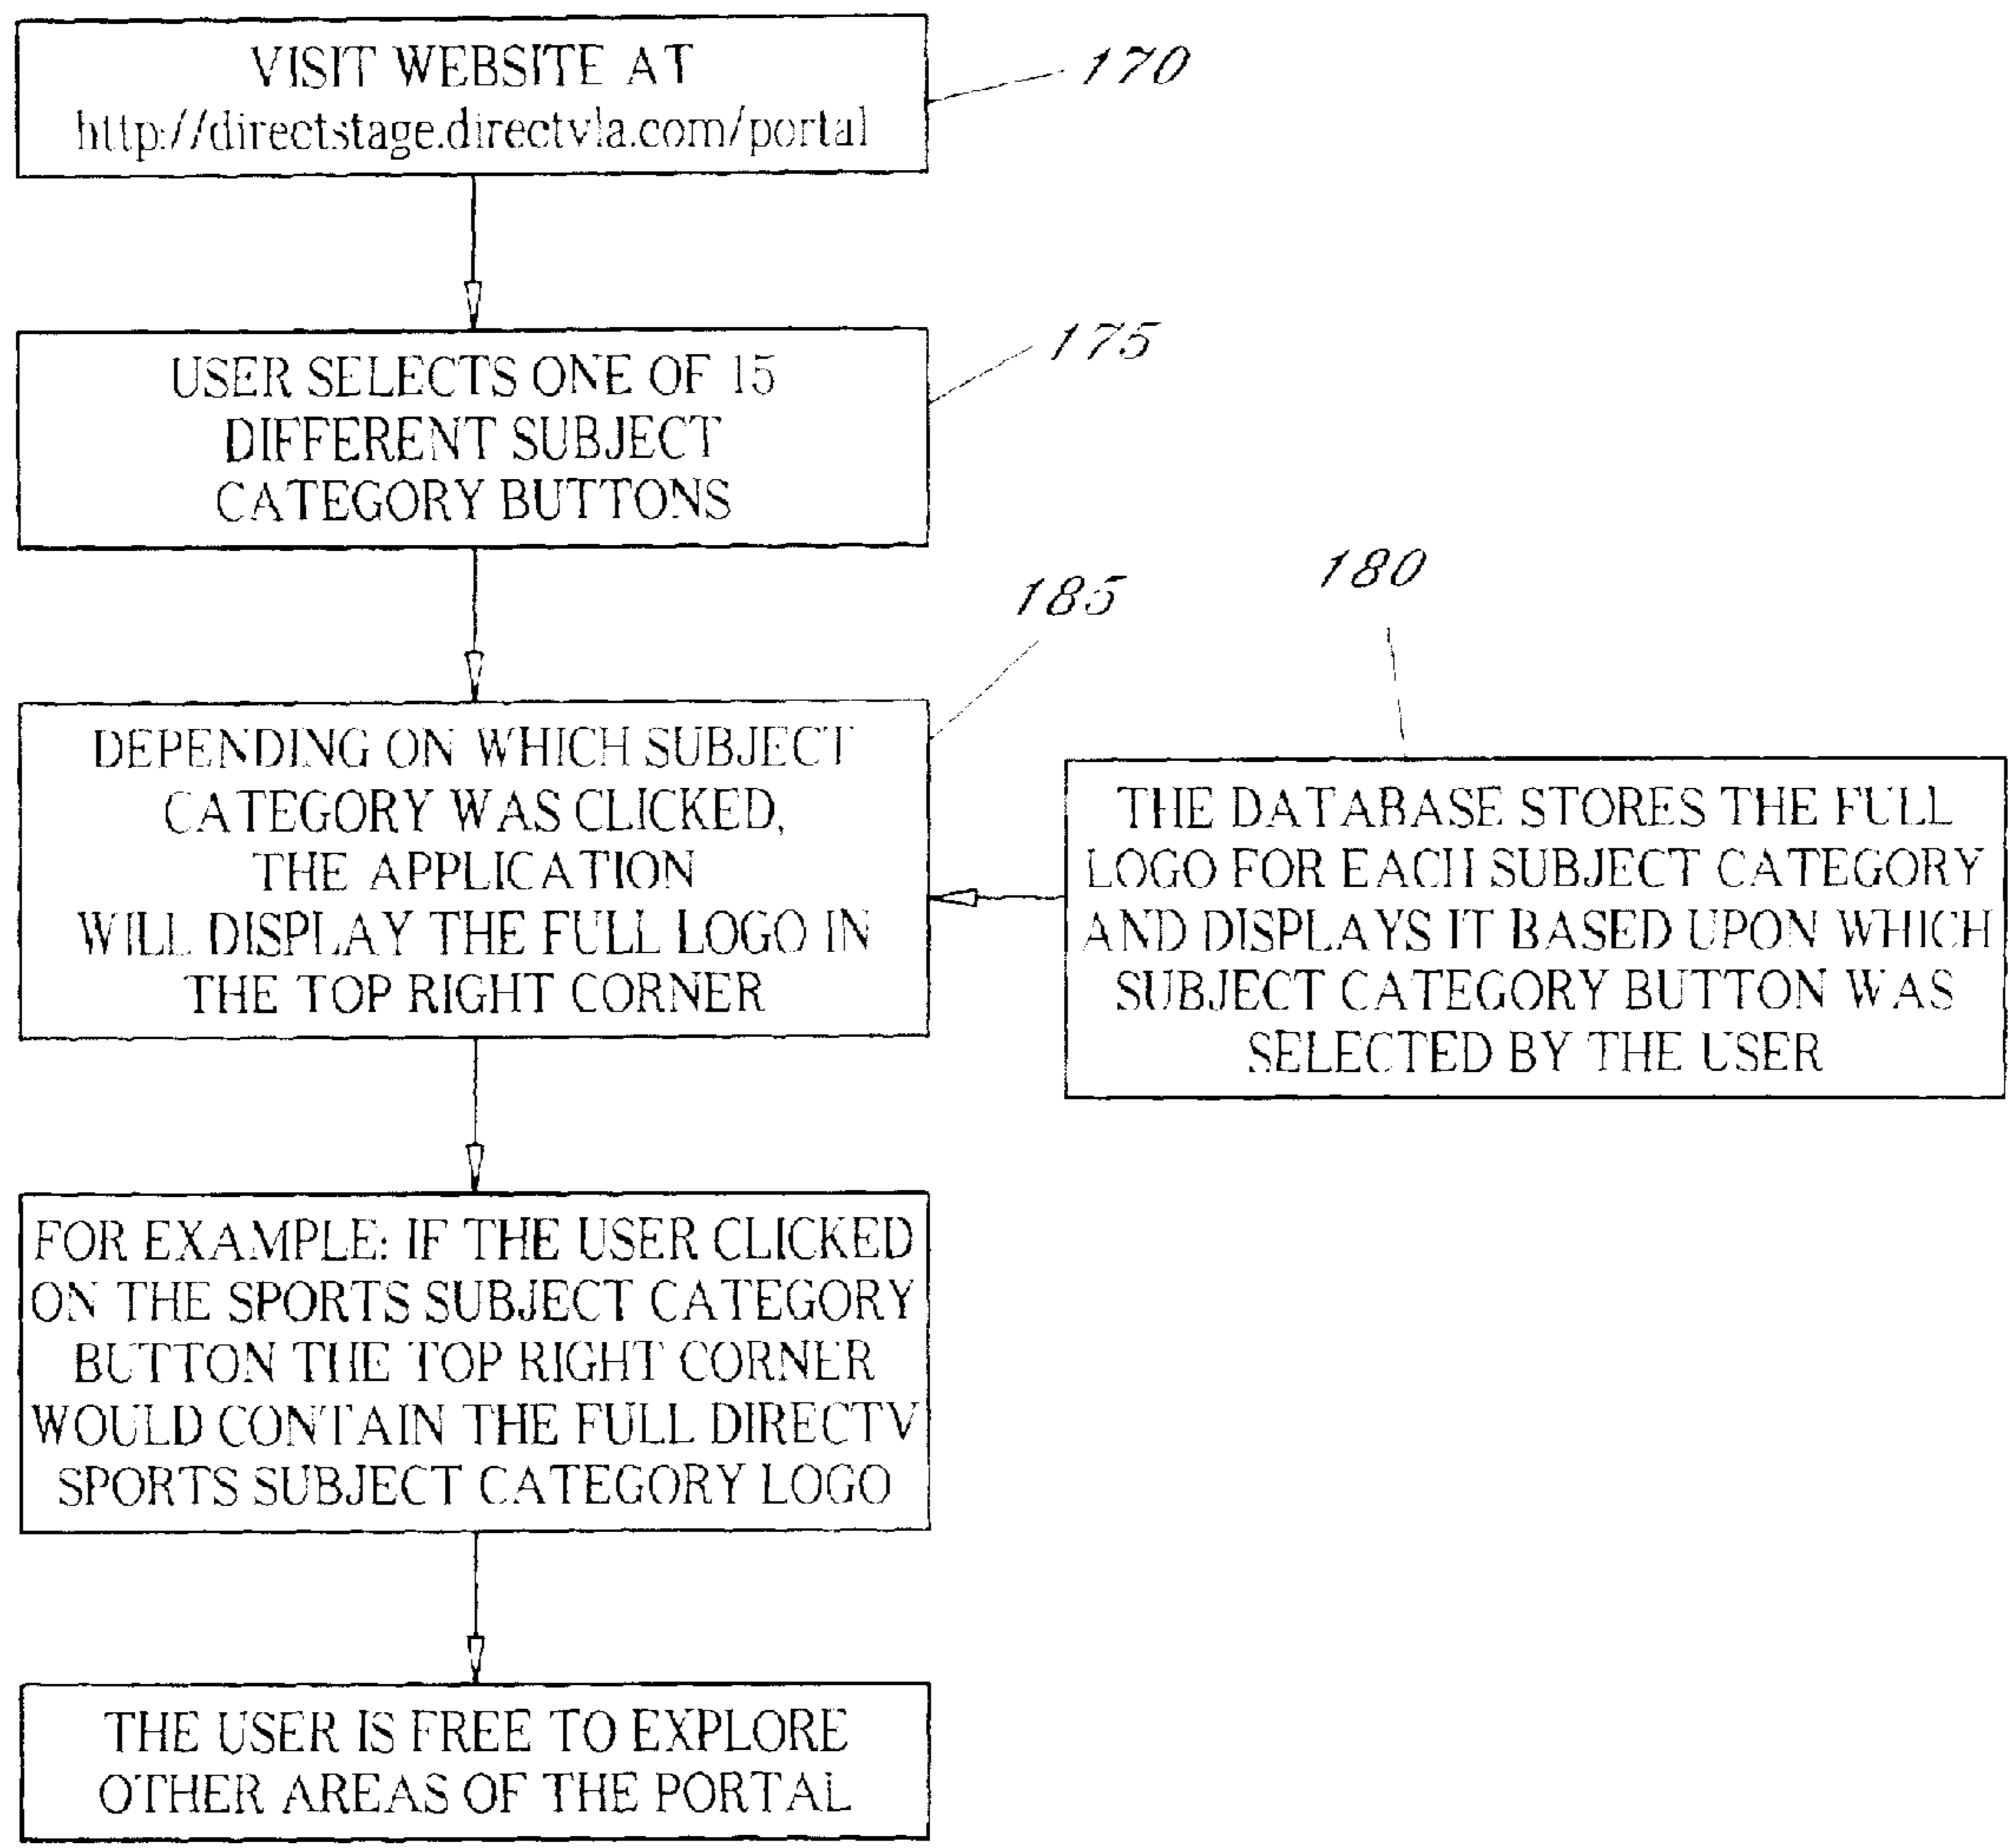 VISIT WEBSITE AT
http://directstage.directvla.com/portal
170
USER SELECTS ONE OF 15
DIFFERENT SUBJECT
CATEGORY BUTTONS
175
DEPENDING ON WHICH SUBJECT
CATEGORY WAS CLICKED,
THE APPLICATION
WILL DISPLAY THE FULL LOGO IN
THE TOP RIGHT CORNER
185
180
THE DATABASE STORES THE FULL
LOGO FOR EACH SUBJECT CATEGORY
AND DISPLAYS IT BASED UPON WHICH
SUBJECT CATEGORY BUTTON WAS
SELECTED BY THE USER
FOR EXAMPLE: IF THE USER CLICKED
ON THE SPORTS SUBJECT CATEGORY
BUTTON THE TOP RIGHT CORNER
WOULD CONTAIN THE FULL DIRECTV
SPORTS SUBJECT CATEGORY LOGO
THE USER IS FREE TO EXPLORE
OTHER AREAS OF THE PORTAL